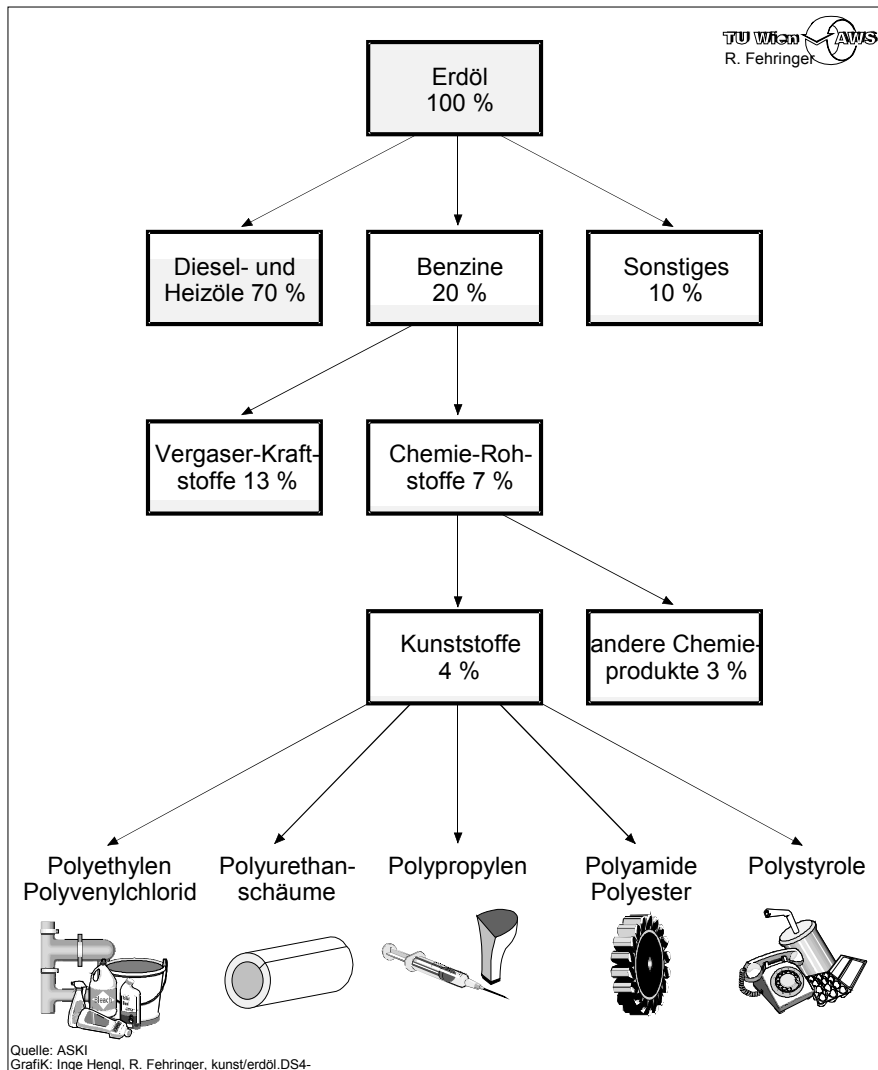 TU Wien AWS
R. Fehringer
Erdöl
100 %
Diesel- und
Heizöle 70 %
Benzine
20 %
Sonstiges
10 %
Vergaser-Kraft-
stoffe 13 %
Chemie-Roh-
stoffe 7 %
Kunststoffe
4 %
andere Chemie-
produkte 3 %
Polyethylen
Polyvenylchlorid
Polyurethan-
schäume
Polypropylen
Polyamide
Polyester
Polystyrole
Bleach
Quelle: ASKI
GrafiK: Inge Hengl, R. Fehringer, kunst/erdöl.DS4-